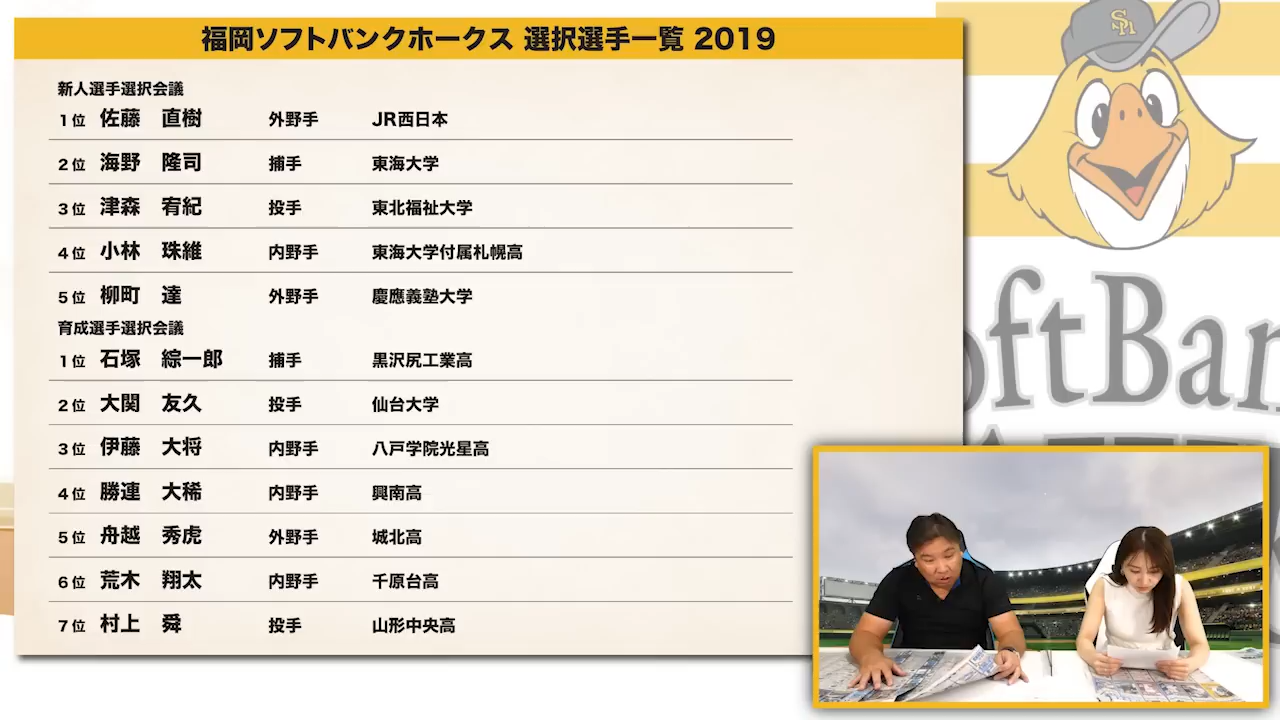 福岡ソフトバンクホークス 選択選手一覧 2019
新人選手選択会議
1位 佐藤 直樹 外野手 JR西日本
2位 海野 隆司 捕手 東海大学
3位 津森 宥紀 投手 東北福祉大学
4位 小林 珠維 内野手 東海大学付属札幌高
5位 柳町 達 外野手 慶應義塾大学
育成選手選択会議
1位 石塚 綜一郎 捕手 黒沢尻工業高
2位 大関 友久 投手 仙台大学
3位 伊藤 大将 内野手 八戸学院光星高
4位 勝連 大稀 内野手 興南高
5位 舟越 秀虎 外野手 城北高
6位 荒木 翔太 内野手 千原台高
7位 村上 舜 投手 山形中央高
SH
oftBan